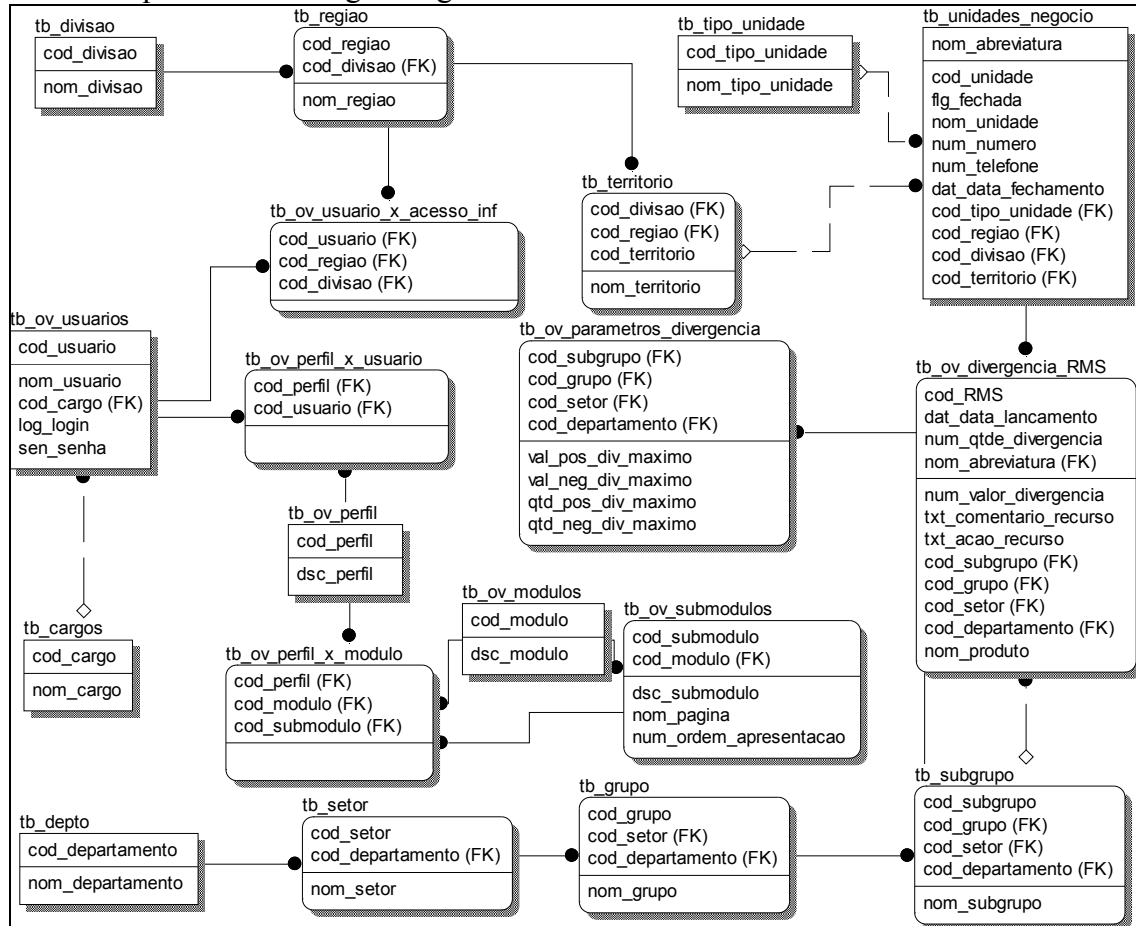 tb_divisao
cod_divisao
nom_divisao
tb_regiao
cod_regiao
cod_divisao (FK)
nom_regiao
tb_tipo_unidade
cod_tipo_unidade
nom_tipo_unidade
tb_unidades_negocio
nom_abreviatura
cod_unidade
flg_fechada
nom_unidade
num_numero
num_telefone
dat_data_fechamento
cod_tipo_unidade (FK)
cod_regiao (FK)
cod_divisao (FK)
cod_territorio (FK)
tb_territorio
cod_divisao (FK)
cod_regiao (FK)
cod_territorio
nom_territorio
tb_ov_usuario_x_acesso_inf
cod_usuario (FK)
cod_regiao (FK)
cod_divisao (FK)
tb_ov_usuarios
cod_usuario
nom_usuario
cod_cargo (FK)
log_login
sen_senha
tb_ov_perfil_x_usuario
cod_perfil (FK)
cod_usuario (FK)
tb_ov_parametros_divergencia
cod_subgrupo (FK)
cod_grupo (FK)
cod_setor (FK)
cod_departamento (FK)
val_pos_div_maximo
val_neg_div_maximo
qtd_pos_div_maximo
qtd_neg_div_maximo
tb_ov_divergencia_RMS
cod_RMS
dat_data_lancamento
num_qtde_divergencia
nom_abreviatura (FK)
num_valor_divergencia
txt_comentario_recurso
txt_acao_recurso
cod_subgrupo (FK)
cod_grupo (FK)
cod_setor (FK)
cod_departamento (FK)
nom_produto
tb_ov_perfil
cod_perfil
dsc_perfil
tb_cargos
cod_cargo
nom_cargo
tb_ov_modulos
cod_modulo
dsc_modulo
tb_ov_submodulos
cod_submodulo
cod_modulo (FK)
dsc_submodulo
nom_pagina
num_ordem_apresentacao
tb_ov_perfil_x_modulo
cod_perfil (FK)
cod_modulo (FK)
cod_submodulo (FK)
tb_depto
cod_departamento
nom_departamento
tb_setor
cod_setor
cod_departamento (FK)
nom_setor
tb_grupo
cod_grupo
cod_setor (FK)
cod_departamento (FK)
nom_grupo
tb_subgrupo
cod_subgrupo
cod_grupo (FK)
cod_setor (FK)
cod_departamento (FK)
nom_subgrupo